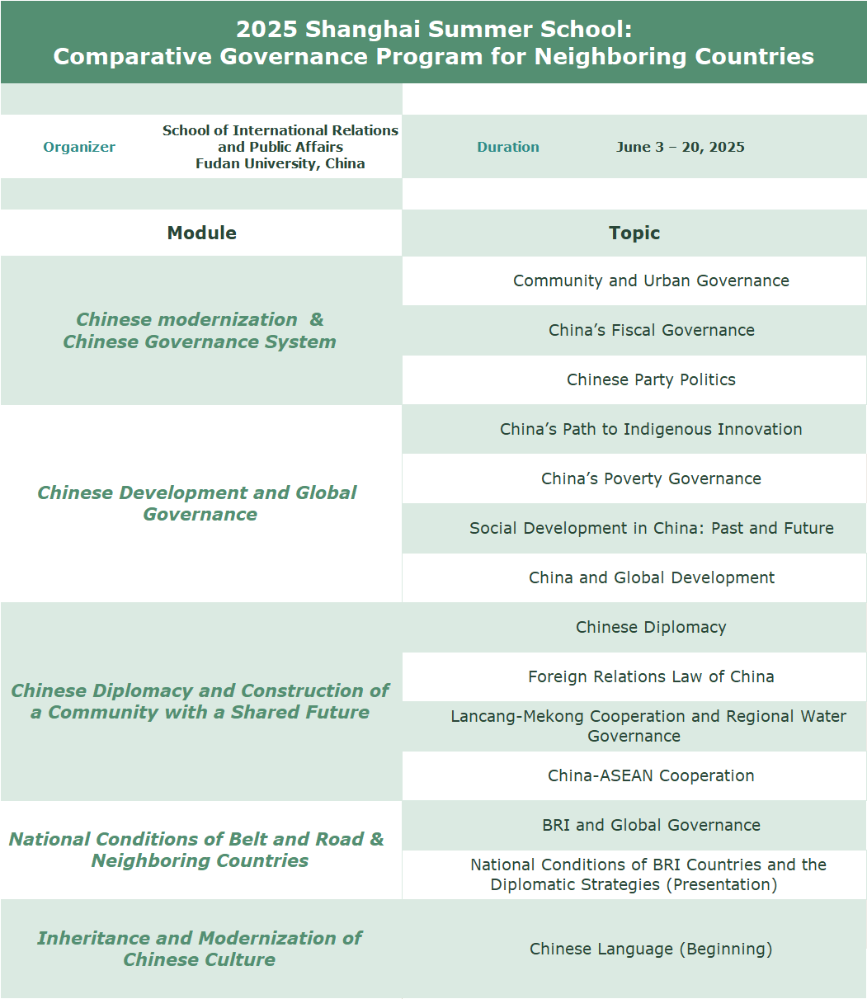 2025 Shanghai Summer School:
Comparative Governance Program for Neighboring Countries
Organizer
School of International Relations
and Public Affairs
Fudan University, China
Duration
June 3 – 20, 2025
Module
Topic
Chinese modernization  &
Chinese Governance System
Community and Urban Governance
China’s Fiscal Governance
Chinese Party Politics
Chinese Development and Global
Governance
China’s Path to Indigenous Innovation
China’s Poverty Governance
Social Development in China: Past and Future
China and Global Development
Chinese Diplomacy and Construction of
a Community with a Shared Future
Chinese Diplomacy
Foreign Relations Law of China
Lancang-Mekong Cooperation and Regional Water
Governance
China-ASEAN Cooperation
National Conditions of Belt and Road &
Neighboring Countries
BRI and Global Governance
National Conditions of BRI Countries and the
Diplomatic Strategies (Presentation)
Inheritance and Modernization of
Chinese Culture
Chinese Language (Beginning)